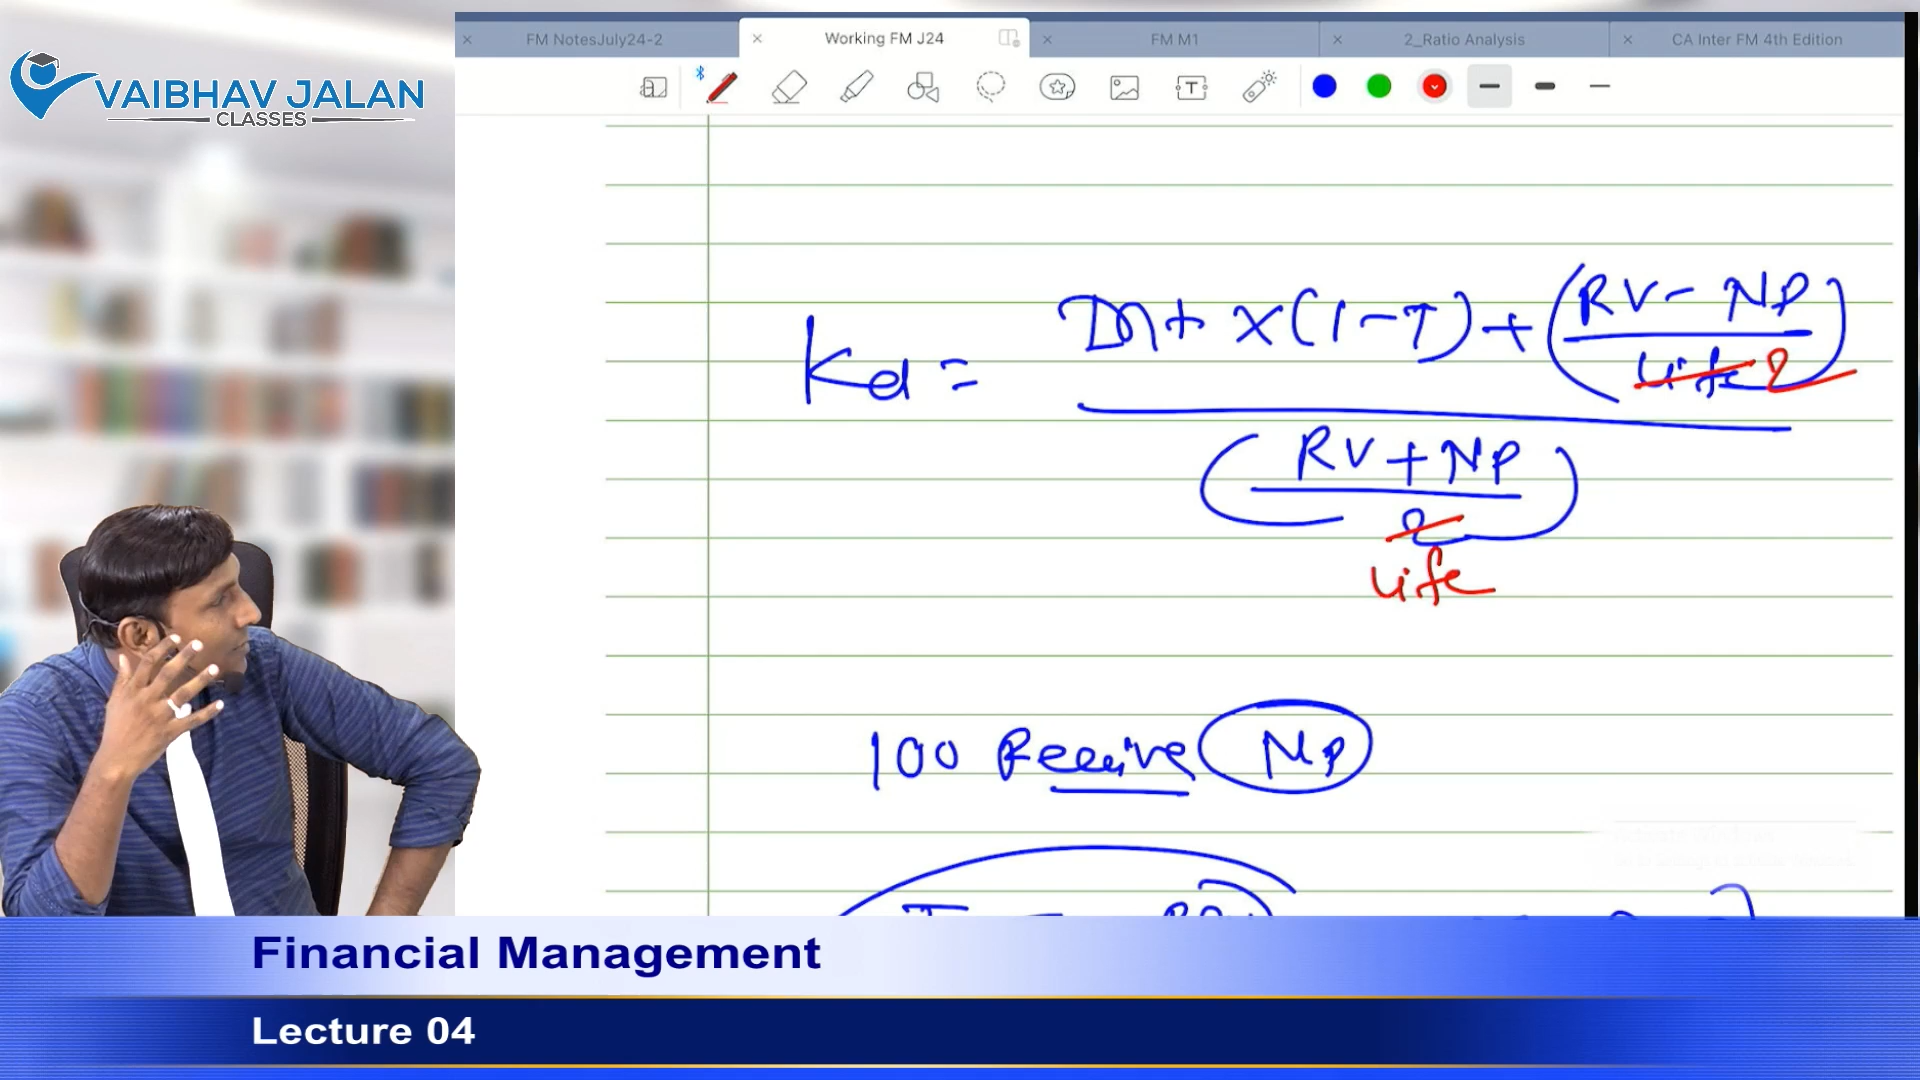 VAIBHAV JALAN
CLASSES
FM NotesJuly24-2
Working FM J24
FM M1
2_Ratio Analysis
CA Inter FM 4th Edition
Kd = Int x (1-T) + (RV - NP / Life 2)
(RV + NP / 2)
Life
100 Receive NP
Financial Management
Lecture 04